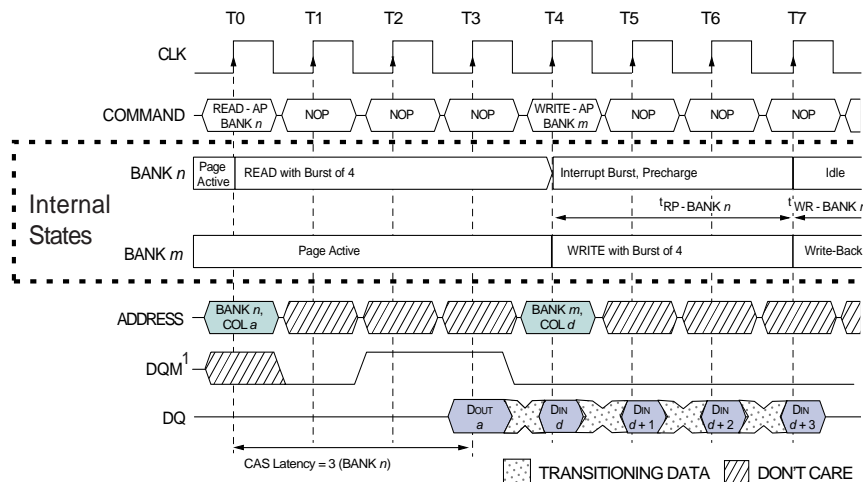 T0 T1 T2 T3 T4 T5 T6 T7
CLK
COMMAND
READ - AP
BANK n
NOP
NOP
NOP
WRITE - AP
BANK m
NOP
NOP
NOP
Internal
States
BANK n
Page
Active
READ with Burst of 4
Interrupt Burst, Precharge
Idle
tRP - BANK n
tWR - BANK
BANK m
Page Active
WRITE with Burst of 4
Write-Back
ADDRESS
BANK n,
COL a
BANK m,
COL d
DQM1
DQ
DOUT
a
DIN
d
DIN
d + 1
DIN
d + 2
DIN
d + 3
CAS Latency = 3 (BANK n)
TRANSITIONING DATA
DON'T CARE